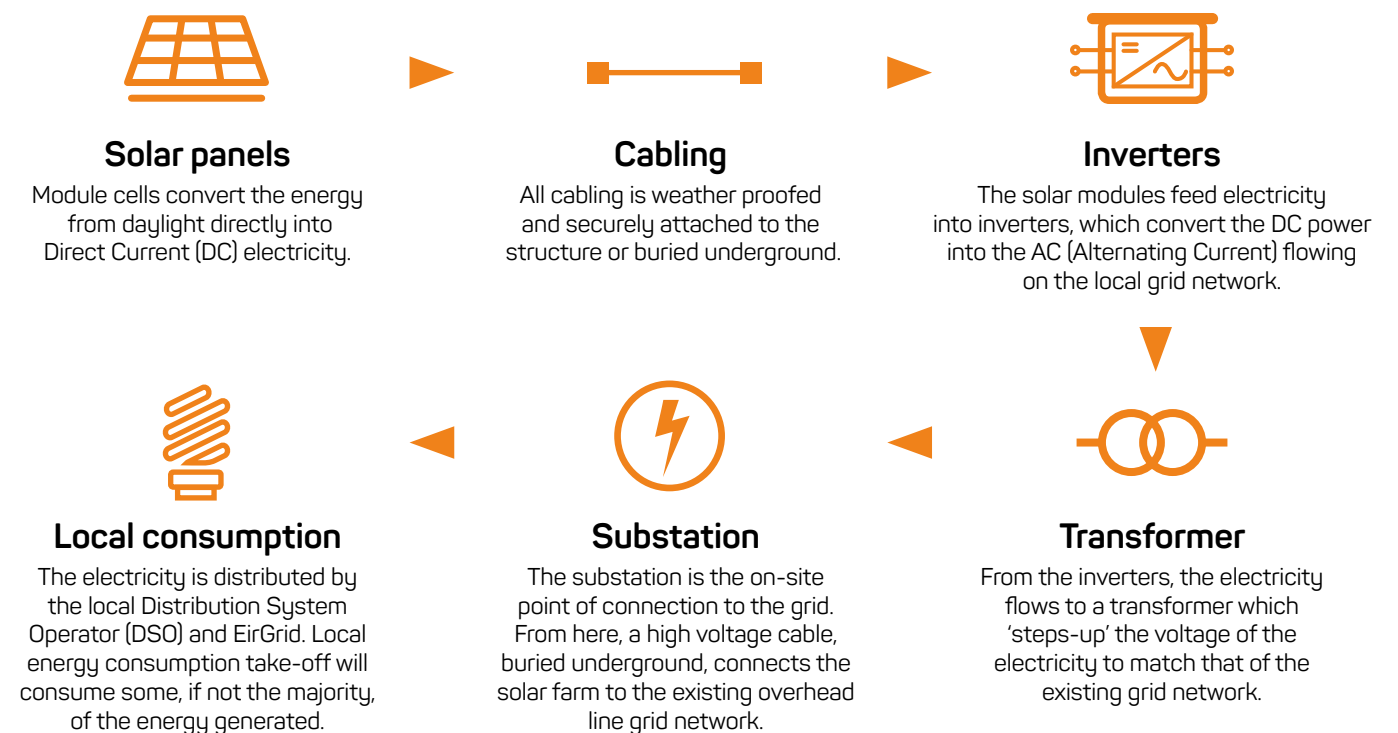 Solar panels
Module cells convert the energy
from daylight directly into
Direct Current (DC) electricity.
Cabling
All cabling is weather proofed
and securely attached to the
structure or buried underground.
Inverters
The solar modules feed electricity
into inverters, which convert the DC power
into the AC (Alternating Current) flowing
on the local grid network.
Local consumption
The electricity is distributed by
the local Distribution System
Operator (DSO) and EirGrid. Local
energy consumption take-off will
consume some, if not the majority,
of the energy generated.
Substation
The substation is the on-site
point of connection to the grid.
From here, a high voltage cable,
buried underground, connects the
solar farm to the existing overhead
line grid network.
Transformer
From the inverters, the electricity
flows to a transformer which
‘steps-up’ the voltage of the
electricity to match that of the
existing grid network.